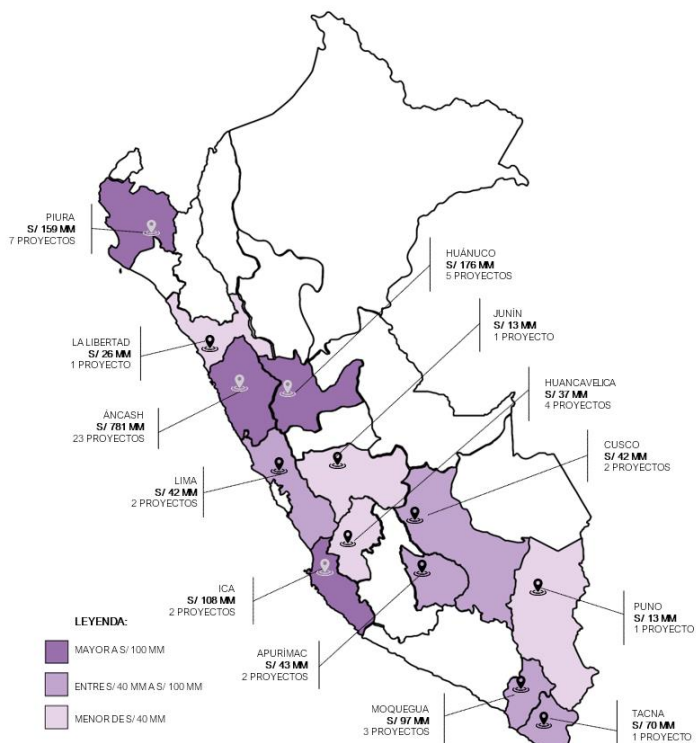 PIURA
S/ 159 MM
7 PROYECTOS
HUÁNUCO
S/ 176 MM
5 PROYECTOS
JUNÍN
S/ 13 MM
1 PROYECTO
LA LIBERTAD
S/ 26 MM
1 PROYECTO
HUANCAVELICA
S/ 37 MM
4 PROYECTOS
ÁNCASH
S/ 781 MM
23 PROYECTOS
CUSCO
S/ 42 MM
2 PROYECTOS
LIMA
S/ 42 MM
2 PROYECTOS
ICA
S/ 108 MM
2 PROYECTOS
PUNO
S/ 13 MM
1 PROYECTO
APURÍMAC
S/ 43 MM
2 PROYECTOS
MOQUEGUA
S/ 97 MM
3 PROYECTOS
TACNA
S/ 70 MM
1 PROYECTO
LEYENDA:
MAYOR A S/ 100 MM
ENTRE S/ 40 MM A S/ 100 MM
MENOR DE S/ 40 MM